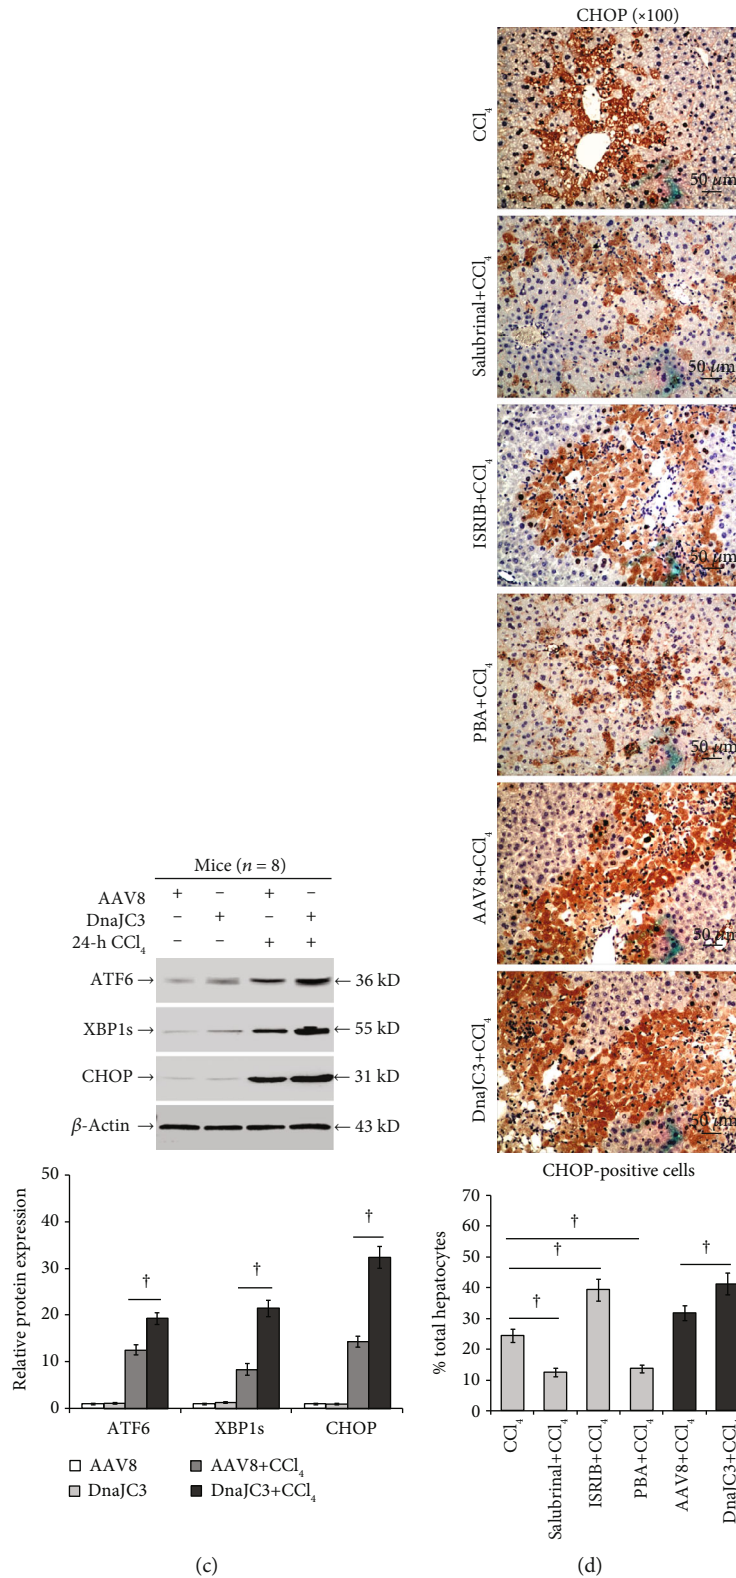 CHOP (×100)
CCl₄
50 μm
Salubrinal+CCl₄
50 μm
ISRIB+CCl₄
50 μm
PBA+CCl₄
50 μm
AAV8+CCl₄
50 μm
DnaJC3+CCl₄
50 μm
Mice (n = 8)
AAV8 + – + –
DnaJC3 – + – +
24-h CCl₄ – – + +
ATF6 → ← 36 kD
XBP1s → ← 55 kD
CHOP → ← 31 kD
β-Actin → ← 43 kD
50
40
30
20
10
0
Relative protein expression
† † †
ATF6 XBP1s CHOP
AAV8 AAV8+CCl₄
DnaJC3 DnaJC3+CCl₄
(c)
CHOP-positive cells
70
60
50
40
30
20
10
0
% total hepatocytes
†
†
†
†
CCl₄
Salubrinal+CCl₄
ISRIB+CCl₄
PBA+CCl₄
AAV8+CCl₄
DnaJC3+CCl₄
(d)